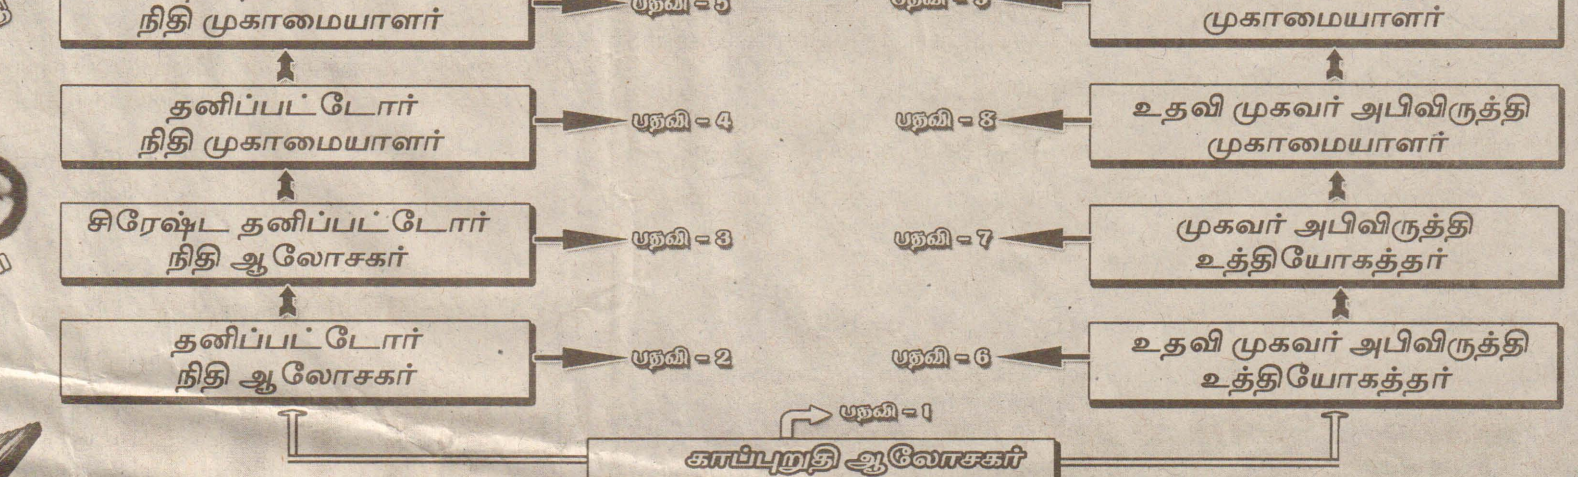 நிதி முகாமையாளர்
பதவி - 5
முகாமையாளர்
தனிப்பட்டோர்
நிதி முகாமையாளர்
பதவி - 4
பதவி - 8
உதவி முகவர் அபிவிருத்தி
முகாமையாளர்
சிரேஷ்ட தனிப்பட்டோர்
நிதி ஆலோசகர்
பதவி - 3
பதவி - 7
முகவர் அபிவிருத்தி
உத்தியோகத்தர்
தனிப்பட்டோர்
நிதி ஆலோசகர்
பதவி - 2
பதவி - 6
உதவி முகவர் அபிவிருத்தி
உத்தியோகத்தர்
பதவி - 1
காப்புறுதி ஆலோசகர்